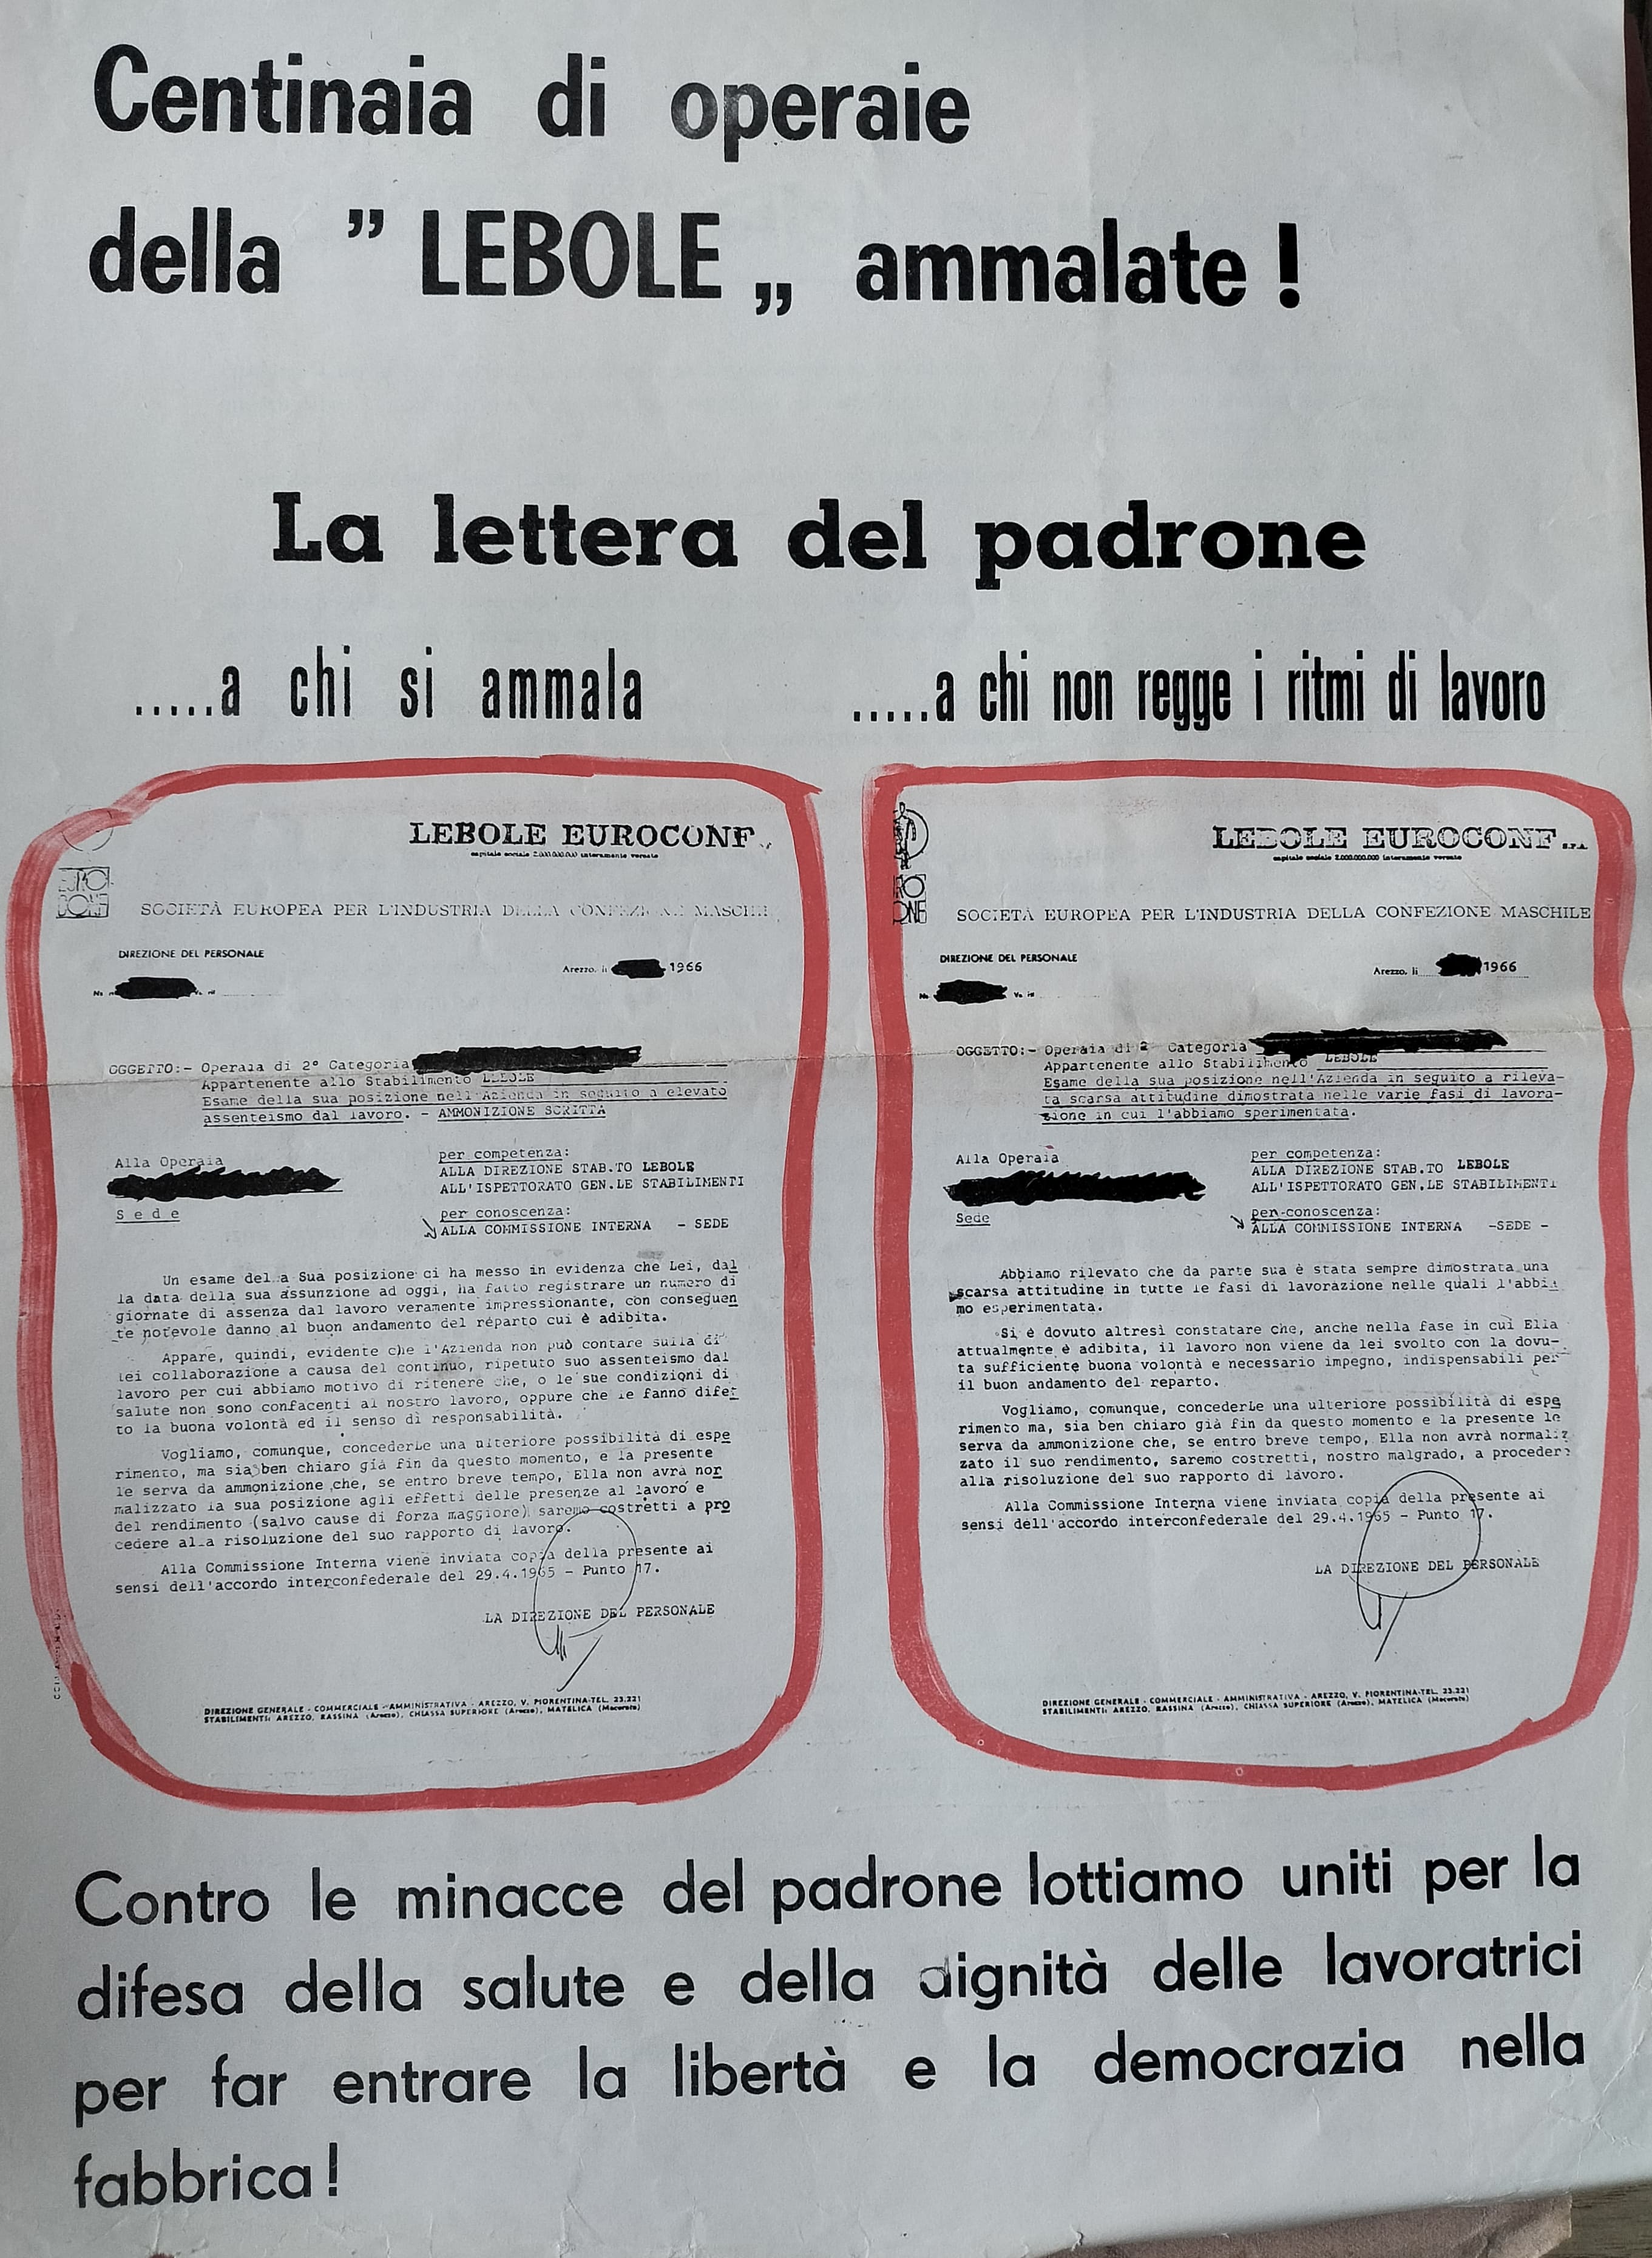 Centinaia di operaie
della " LEBOLE „ ammalate !
La lettera del padrone
.....a chi si ammala
.....a chi non regge i ritmi di lavoro
LEBOLE EUROCONF
capitale sociale 2.000.000.000 interamente versato
EURO
CONF
SOCIETÀ EUROPEA PER L'INDUSTRIA DELLA CONFEZIONE MASCHILE
DIREZIONE DEL PERSONALE
Arezzo, li 1966
OGGETTO:- Operaia di 2° Categoria
Appartenente allo Stabilimento LEBOLE
Esame della sua posizione nell'Azienda in seguito a elevato
assenteismo dal lavoro. - AMMONIZIONE SCRITTA
Alla Operaia
Sede
per competenza:
ALLA DIREZIONE STAB.TO LEBOLE
ALL'ISPETTORATO GEN.LE STABILIMENTI
per conoscenza:
ALLA COMMISSIONE INTERNA - SEDE
Un esame della Sua posizione ci ha messo in evidenza che Lei, dal
la data della sua assunzione ad oggi, ha fatto registrare un numero di
giornate di assenza dal lavoro veramente impressionante, con conseguen
te notevole danno al buon andamento del reparto cui è adibita.
Appare, quindi, evidente che l'Azienda non può contare sulla di
lei collaborazione a causa del continuo, ripetuto suo assenteismo dal
lavoro per cui abbiamo motivo di ritenere che, o le sue condizioni di
salute non sono confacenti al nostro lavoro, oppure che le fanno difet
to la buona volontà ed il senso di responsabilità.
Vogliamo, comunque, concederLe una ulteriore possibilità di espe
rimento, ma sia ben chiaro già fin da questo momento, e la presente
le serva da ammonizione che, se entro breve tempo, Ella non avrà nor
malizzato la sua posizione agli effetti delle presenze al lavoro e
del rendimento (salvo cause di forza maggiore) saremo costretti a pro
cedere alla risoluzione del suo rapporto di lavoro.
Alla Commissione Interna viene inviata copia della presente ai
sensi dell'accordo interconfederale del 29.4.1965 - Punto 17.
LA DIREZIONE DEL PERSONALE
DIREZIONE GENERALE - COMMERCIALE - AMMINISTRATIVA - AREZZO, V. FIORENTINA-TEL. 23.221
STABILIMENTI: AREZZO, RASSINA (Arezzo), CHIASSA SUPERIORE (Arezzo), MATELICA (Macerata)
LEBOLE EUROCONF S.P.A.
capitale sociale 2.000.000.000 interamente versato
RO
ONF
SOCIETÀ EUROPEA PER L'INDUSTRIA DELLA CONFEZIONE MASCHILE
DIREZIONE DEL PERSONALE
Arezzo, li 1966
OGGETTO:- Operaia di 2ª Categoria
Appartenente allo Stabilimento LEBOLE
Esame della sua posizione nell'Azienda in seguito a rileva-
ta scarsa attitudine dimostrata nelle varie fasi di lavora-
zione in cui l'abbiamo sperimentata.
Alla Operaia
Sede
per competenza:
ALLA DIREZIONE STAB.TO LEBOLE
ALL'ISPETTORATO GEN.LE STABILIMENTI
per conoscenza:
ALLA COMMISSIONE INTERNA -SEDE -
Abbiamo rilevato che da parte sua è stata sempre dimostrata una
scarsa attitudine in tutte le fasi di lavorazione nelle quali l'abbia
mo esperimentata.
Si è dovuto altresì constatare che, anche nella fase in cui Ella
attualmente è adibita, il lavoro non viene da lei svolto con la dovu-
ta sufficiente buona volontà e necessario impegno, indispensabili per
il buon andamento del reparto.
Vogliamo, comunque, concederLe una ulteriore possibilità di espe
rimento ma, sia ben chiaro già fin da questo momento e la presente le
serva da ammonizione che, se entro breve tempo, Ella non avrà normaliz
zato il suo rendimento, saremo costretti, nostro malgrado, a procedere
alla risoluzione del suo rapporto di lavoro.
Alla Commissione Interna viene inviata copia della presente ai
sensi dell'accordo interconfederale del 29.4.1965 - Punto 17.
LA DIREZIONE DEL PERSONALE
DIREZIONE GENERALE - COMMERCIALE - AMMINISTRATIVA - AREZZO, V. FIORENTINA-TEL. 23.221
STABILIMENTI: AREZZO, RASSINA (Arezzo), CHIASSA SUPERIORE (Arezzo), MATELICA (Macerata)
Contro le minacce del padrone lottiamo uniti per la
difesa della salute e della dignità delle lavoratrici
per far entrare la libertà e la democrazia nella
fabbrica!